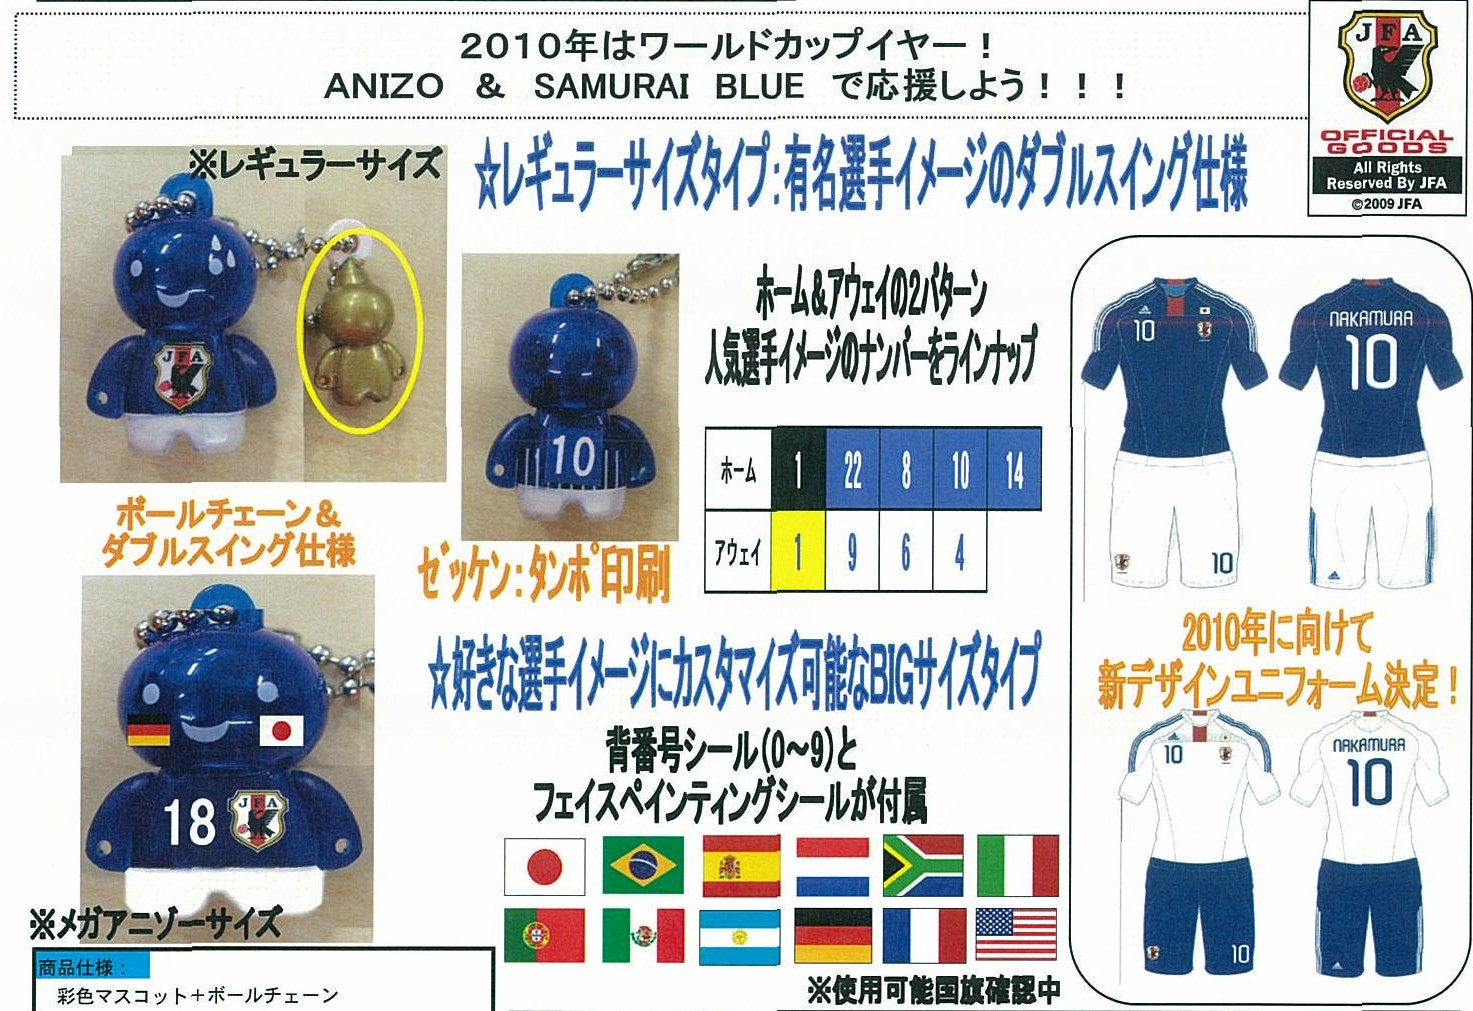 ２０１０年はワールドカップイヤー！
ANIZO　＆　SAMURAI　BLUE　で応援しよう！！！
JFA
OFFICIAL
GOODS
All Rights
Reserved By JFA
©2009 JFA
※レギュラーサイズ
☆レギュラーサイズタイプ：有名選手イメージのダブルスイング仕様
JFA
10
ボールチェーン＆
ダブルスイング仕様
ゼッケン：タンポ印刷
ホーム＆アウェイの2パターン
人気選手イメージのナンバーをラインナップ
ホーム 1 22 8 10 14
アウェイ 1 9 6 4
adidas 10
NAKAMURA
10
10
adidas
2010年に向けて
新デザインユニフォーム決定！
10
NAKAMURA
10
10
☆好きな選手イメージにカスタマイズ可能なBIGサイズタイプ
背番号シール（０～９）と
フェイスペインティングシールが付属
※使用可能国旗確認中
18 JFA
※メガアニゾーサイズ
商品仕様：
彩色マスコット＋ボールチェーン